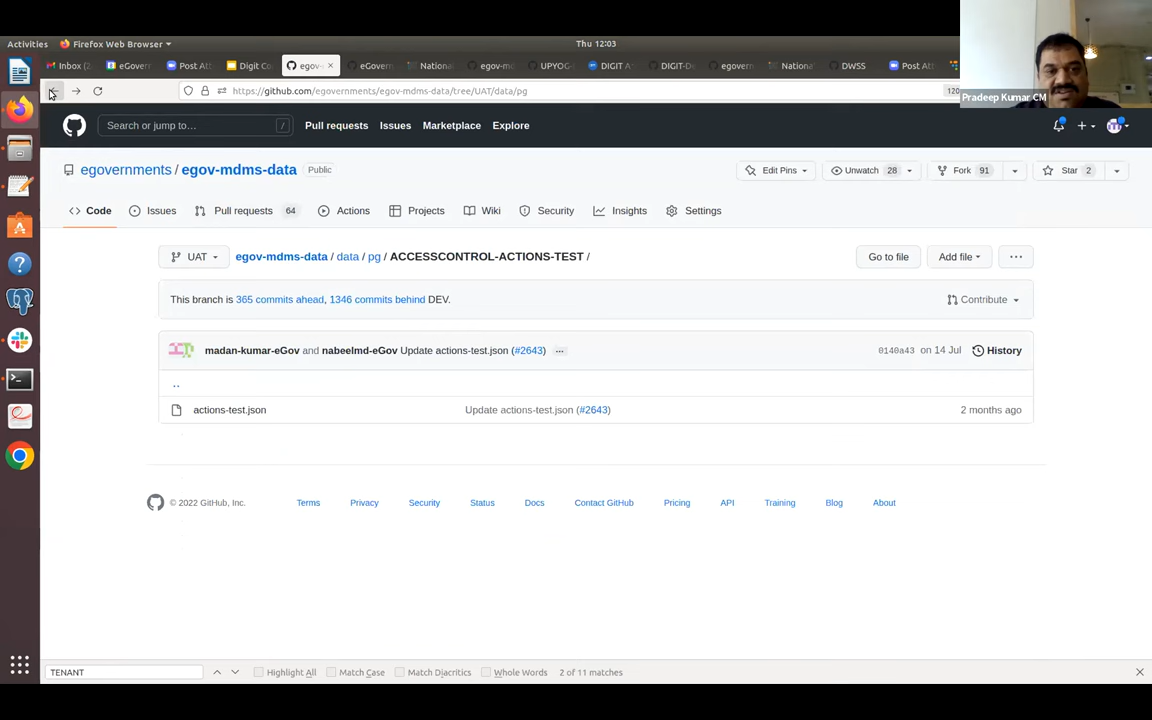 Activities
Firefox Web Browser
Thu 12:03
Inbox (2
eGover
Post Att
Digit Co
egov-
eGovern
Nationa
egov-m
UPYOG-
DIGIT A
DIGIT-De
egovern
Nationa
DWSS
Post Att
https://github.com/egovernments/egov-mdms-data/tree/UAT/data/pg
120
Pradeep Kumar CM
Search or jump to...
/
Pull requests
Issues
Marketplace
Explore
egovernments / egov-mdms-data
Public
Edit Pins
Unwatch 28
Fork 91
Star 2
Code
Issues
Pull requests 64
Actions
Projects
Wiki
Security
Insights
Settings
UAT
egov-mdms-data / data / pg / ACCESSCONTROL-ACTIONS-TEST /
Go to file
Add file
This branch is 365 commits ahead, 1346 commits behind DEV.
Contribute
madan-kumar-eGov and nabeelmd-eGov Update actions-test.json (#2643) ...
0140a43 on 14 Jul
History
..
actions-test.json
Update actions-test.json (#2643)
2 months ago
© 2022 GitHub, Inc.
Terms
Privacy
Security
Status
Docs
Contact GitHub
Pricing
API
Training
Blog
About
TENANT
Highlight All
Match Case
Match Diacritics
Whole Words
2 of 11 matches